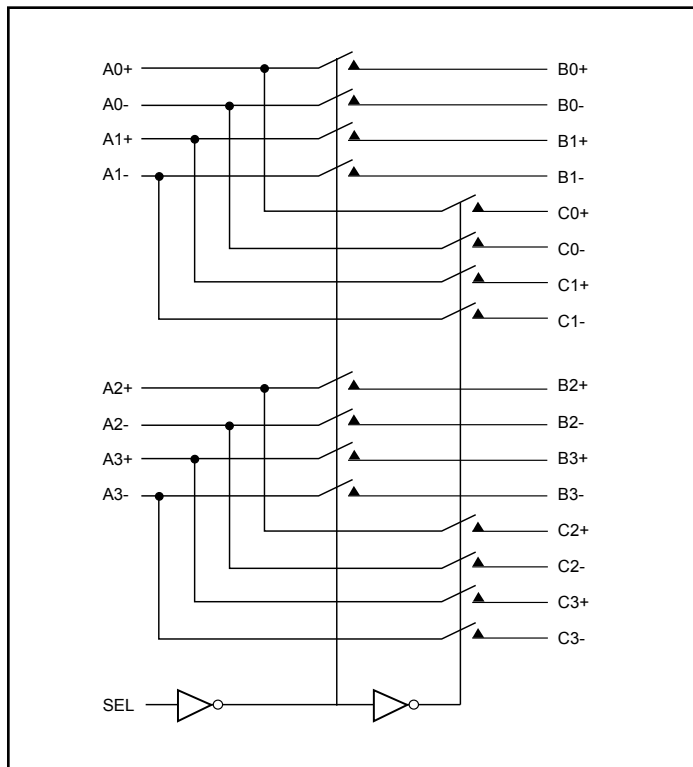 A0+ B0+
A0- B0-
A1+ B1+
A1- B1-
C0+
C0-
C1+
C1-
A2+ B2+
A2- B2-
A3+ B3+
A3- B3-
C2+
C2-
C3+
C3-
SEL